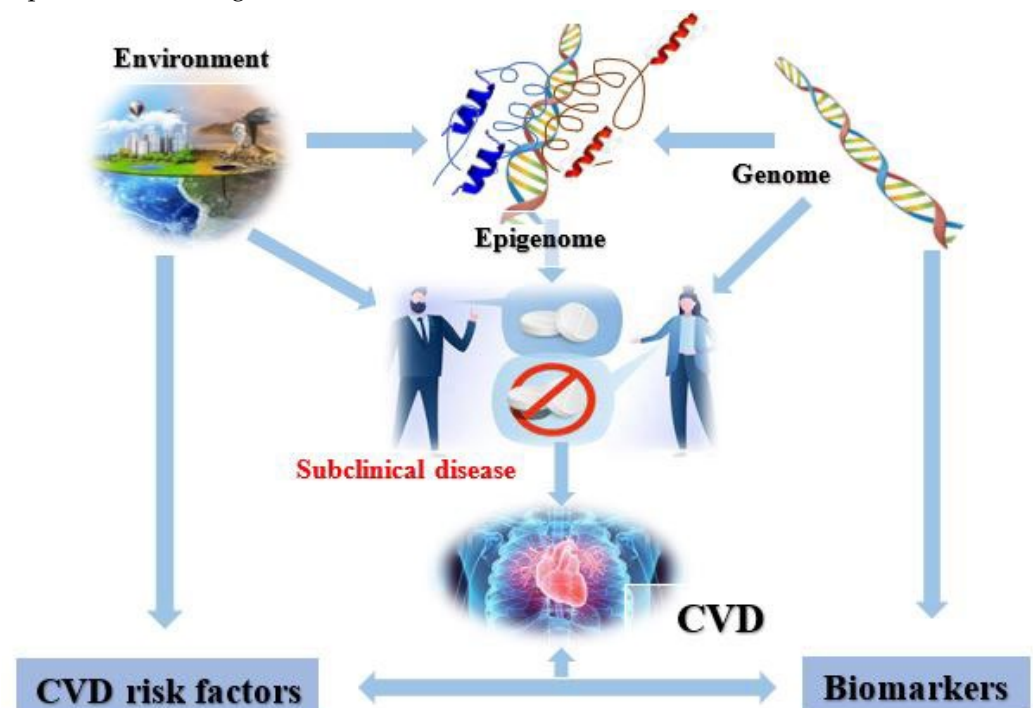 Environment
Genome
Epigenome
Subclinical disease
CVD
CVD risk factors
Biomarkers